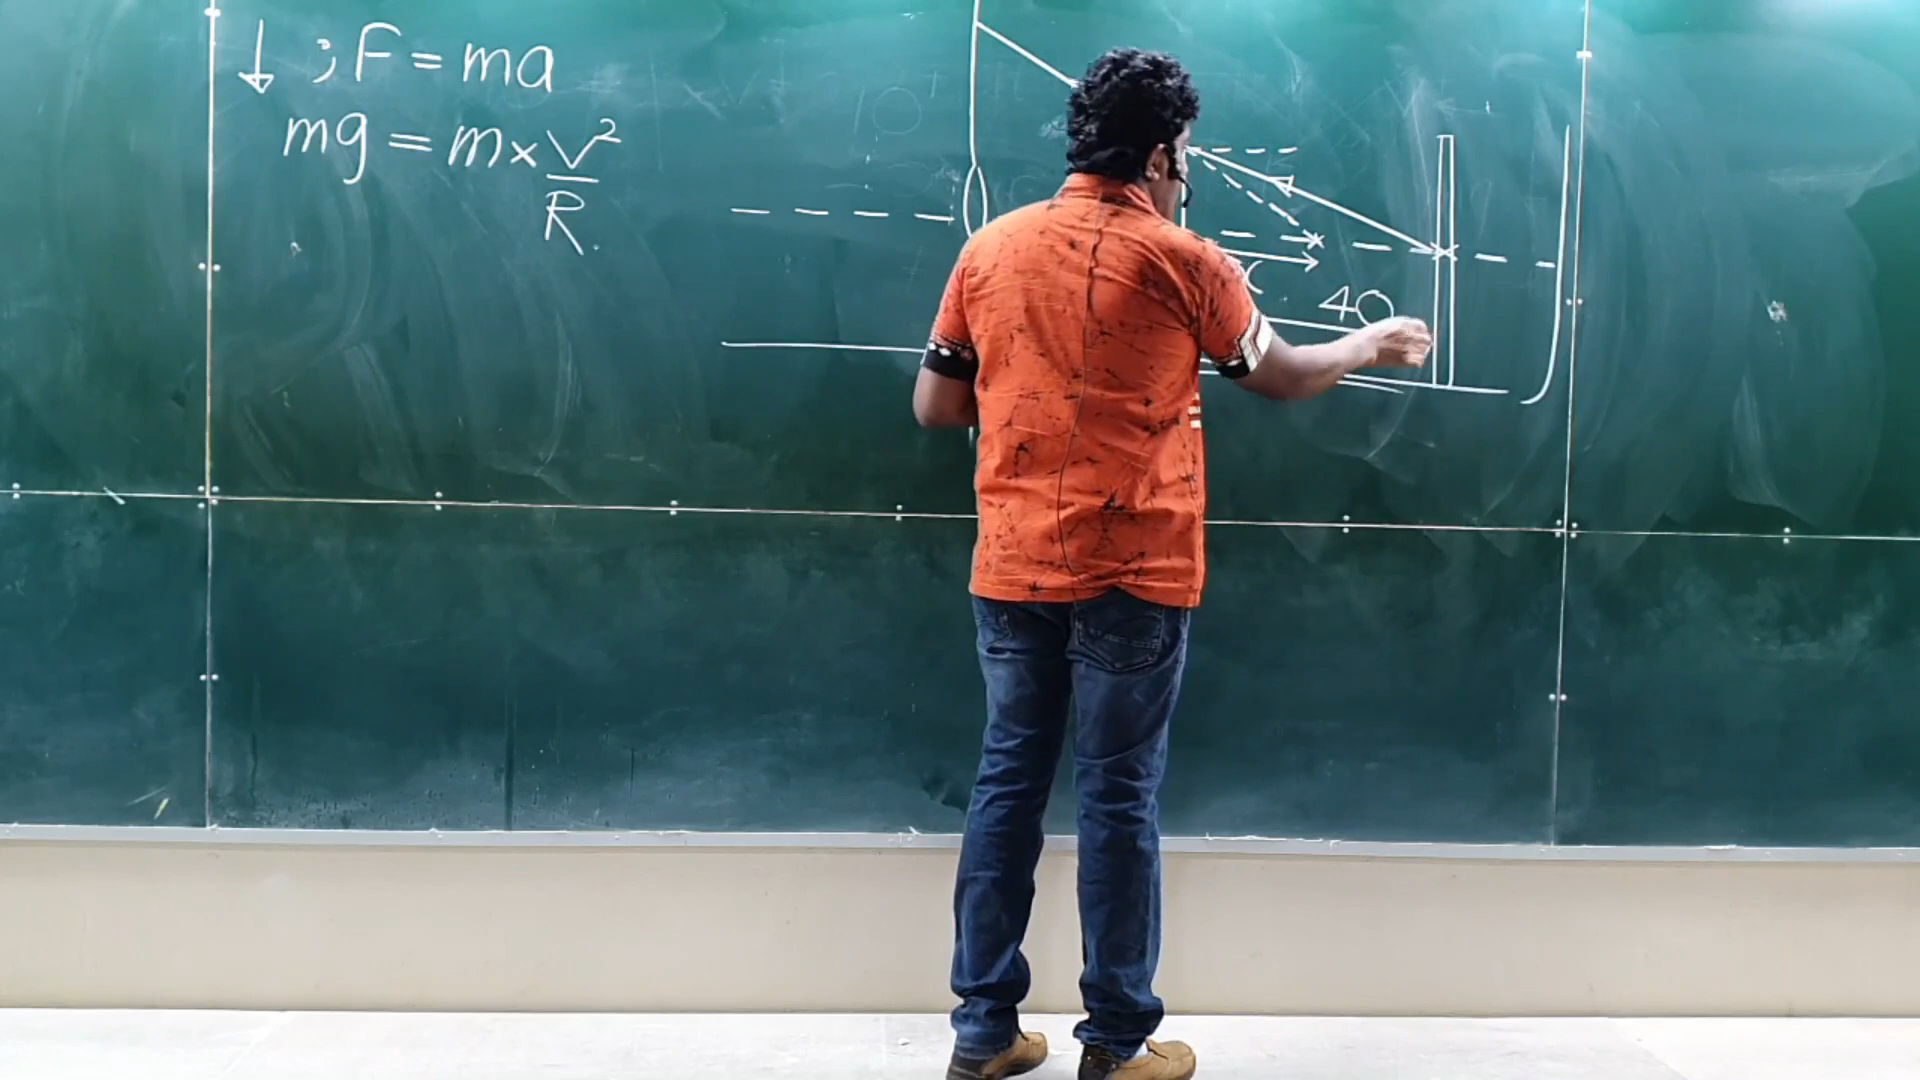 ↓ ; F = ma
mg = m × V²/R
40